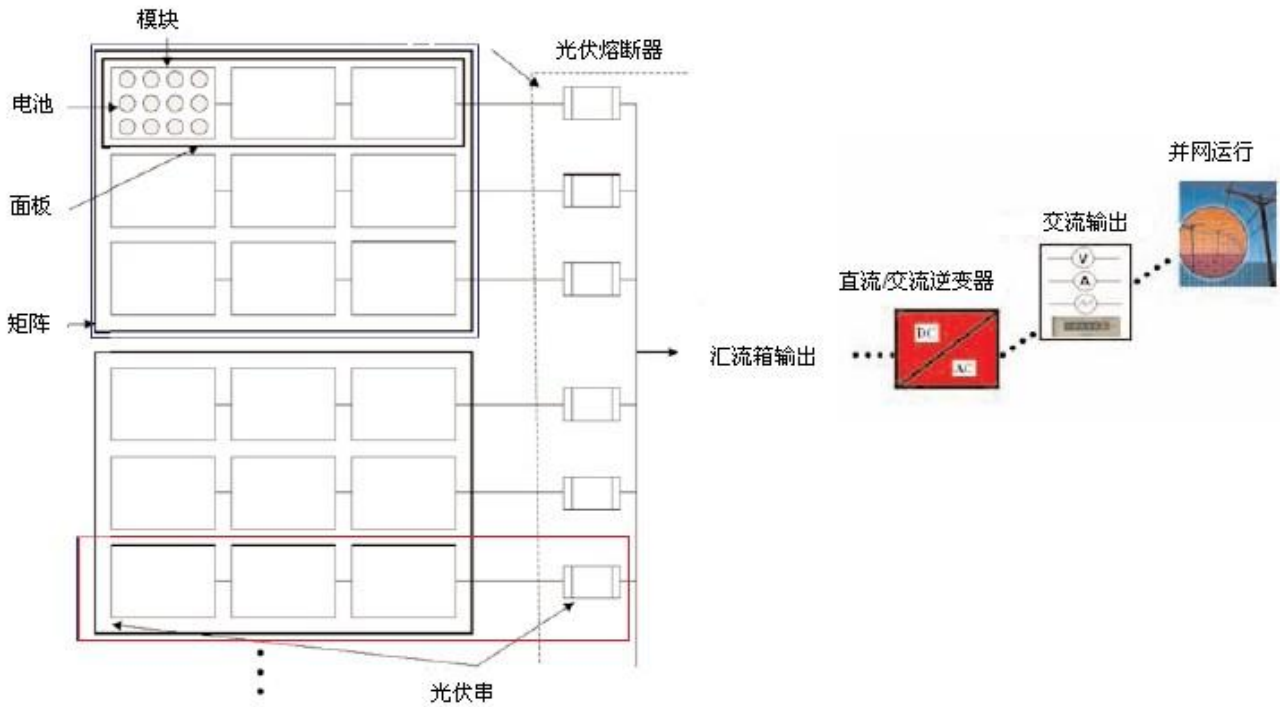 模块
光伏熔断器
电池
并网运行
面板
交流输出
V
A
直流/交流逆变器
矩阵
DC
汇流箱输出
AC
光伏串